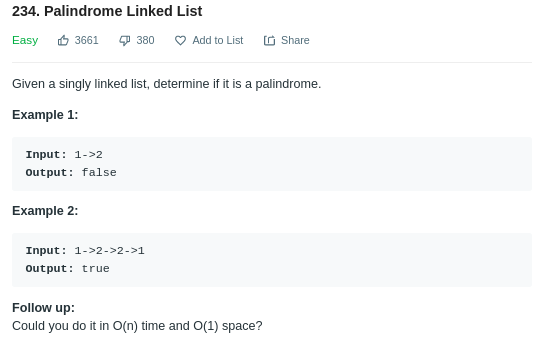 234. Palindrome Linked List
Easy 3661 380 Add to List Share
Given a singly linked list, determine if it is a palindrome.
Example 1:
Input: 1->2
Output: false
Example 2:
Input: 1->2->2->1
Output: true
Follow up:
Could you do it in O(n) time and O(1) space?